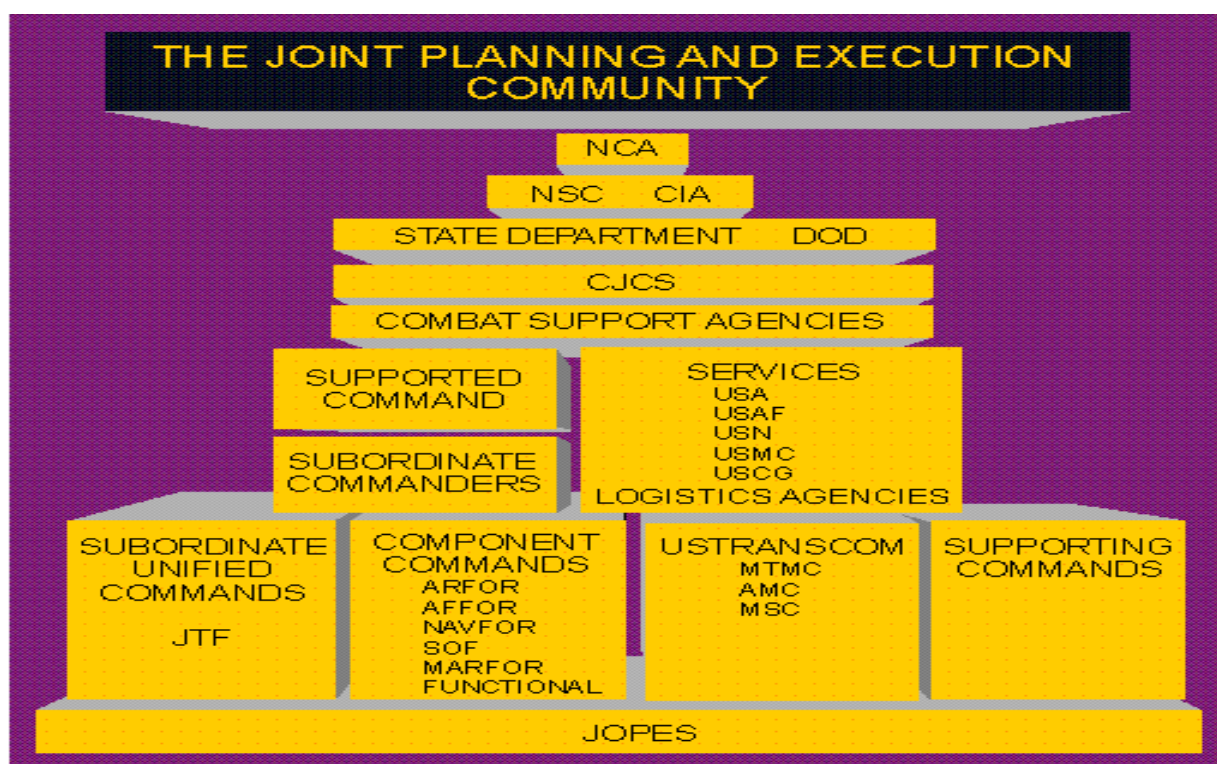 THE JOINT PLANNING AND EXECUTION
COMMUNITY
NCA
NSC CIA
STATE DEPARTMENT DOD
CJCS
COMBAT SUPPORT AGENCIES
SUPPORTED
COMMAND
SUBORDINATE
COMMANDERS
SERVICES
USA
USAF
USN
USMC
USCG
LOGISTICS AGENCIES
SUBORDINATE
UNIFIED
COMMANDS
JTF
COMPONENT
COMMANDS
ARFOR
AFFOR
NAVFOR
SOF
MARFOR
FUNCTIONAL
USTRANSCOM
MTMC
AMC
MSC
SUPPORTING
COMMANDS
JOPES